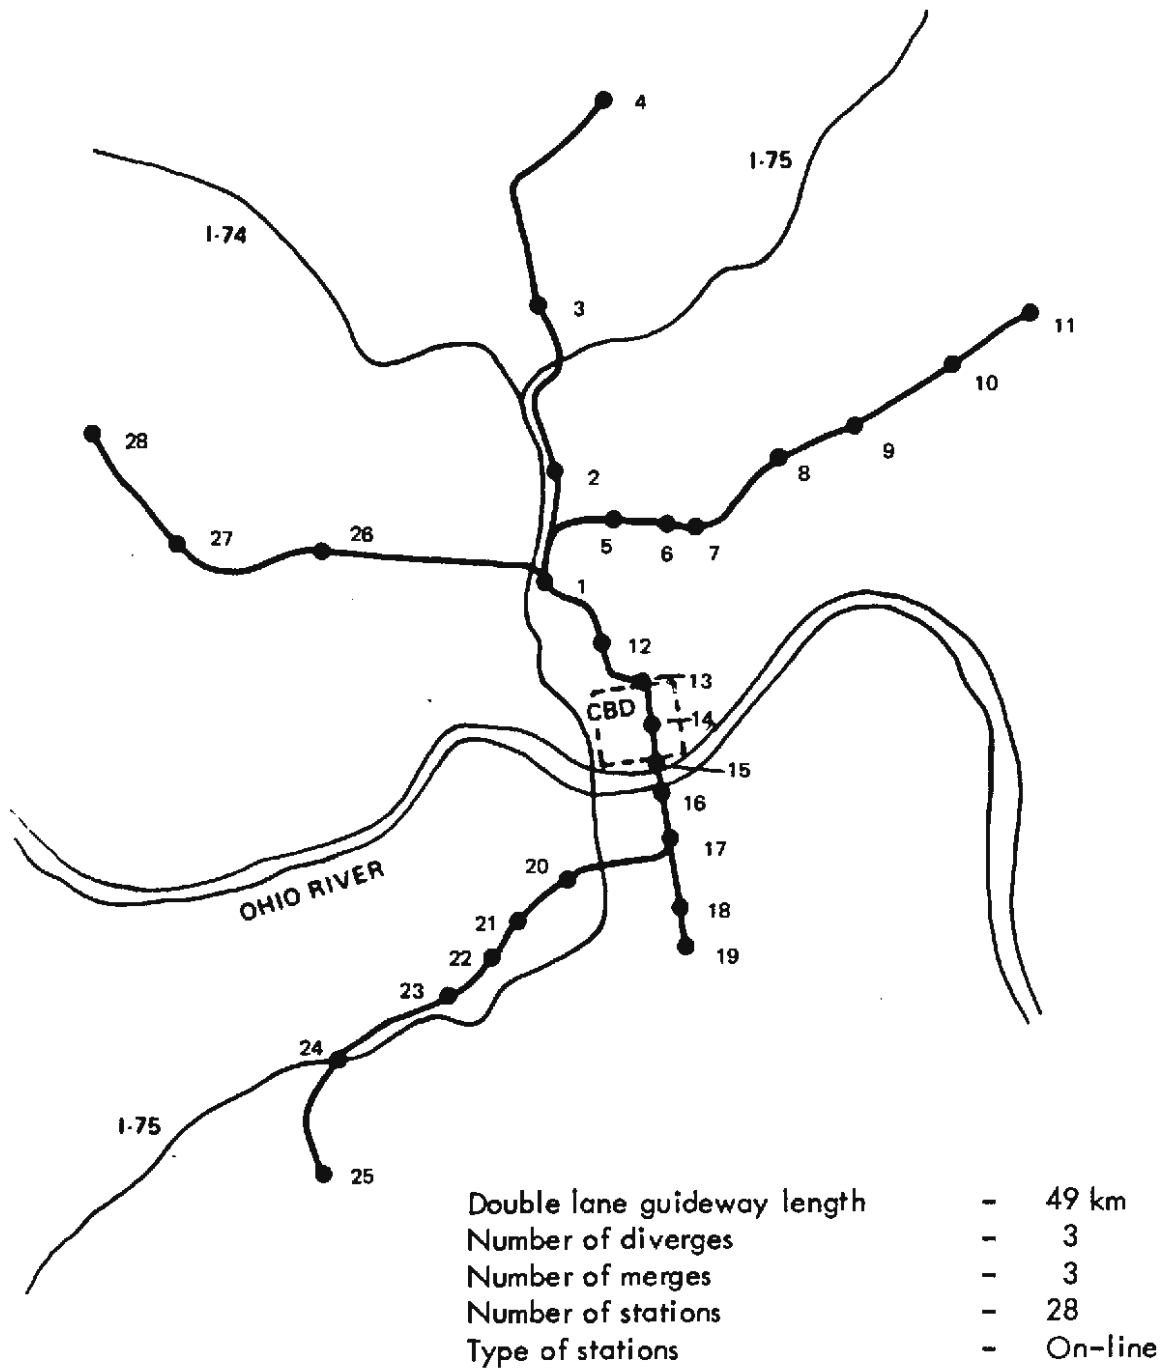 4
I-75
I-74
3
11
10
28
9
2
8
27
26
5
6
7
1
12
13
CBD
14
15
16
17
20
OHIO RIVER
18
21
19
22
23
24
I-75
25
Double lane guideway length - 49 km
Number of diverges - 3
Number of merges - 3
Number of stations - 28
Type of stations - On-line